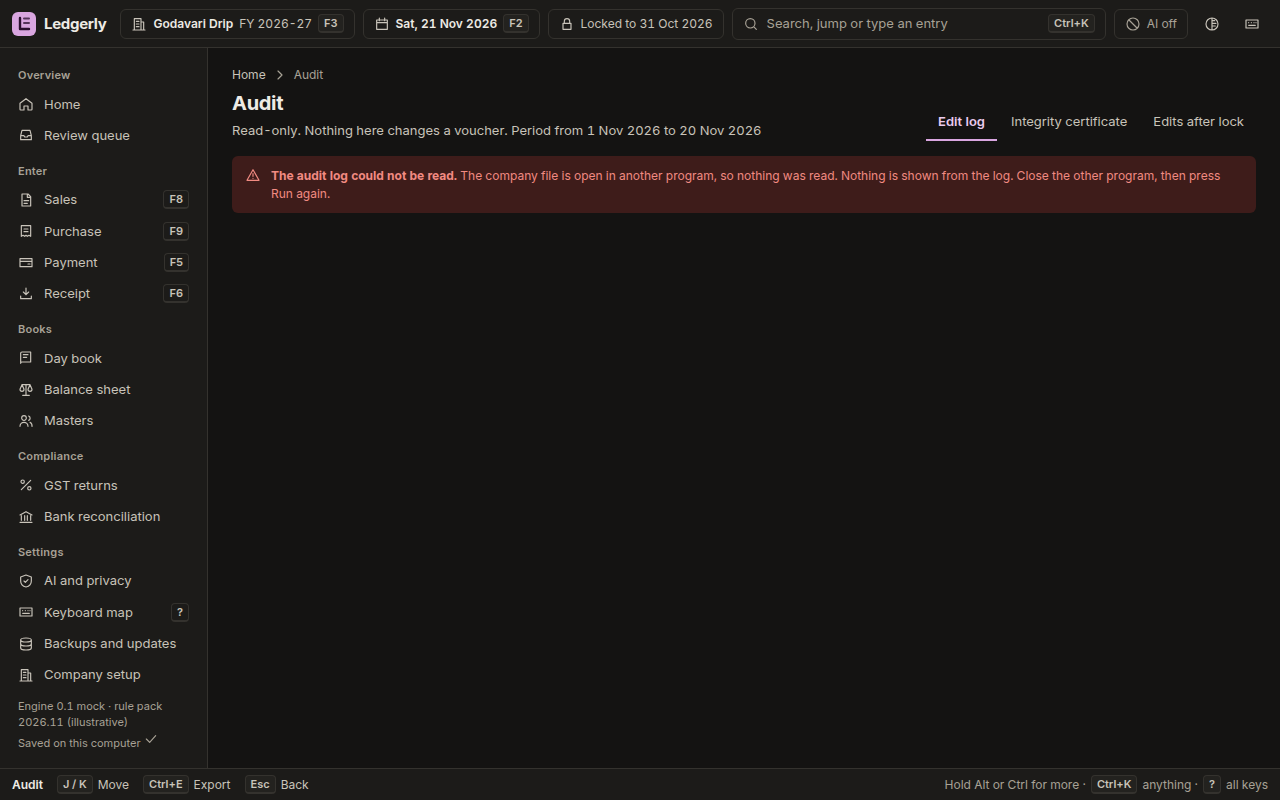 Ledgerly
Godavari Drip FY 2026-27 F3
Sat, 21 Nov 2026 F2
Locked to 31 Oct 2026
Search, jump or type an entry Ctrl+K
AI off
Overview
Home
Review queue
Enter
Sales F8
Purchase F9
Payment F5
Receipt F6
Books
Day book
Balance sheet
Masters
Compliance
GST returns
Bank reconciliation
Settings
AI and privacy
Keyboard map ?
Backups and updates
Company setup
Engine 0.1 mock · rule pack
2026.11 (illustrative)
Saved on this computer
Home > Audit
Audit
Read-only. Nothing here changes a voucher. Period from 1 Nov 2026 to 20 Nov 2026
Edit log Integrity certificate Edits after lock
The audit log could not be read. The company file is open in another program, so nothing was read. Nothing is shown from the log. Close the other program, then press
Run again.
Audit J / K Move Ctrl+E Export Esc Back
Hold Alt or Ctrl for more · Ctrl+K anything · ? all keys